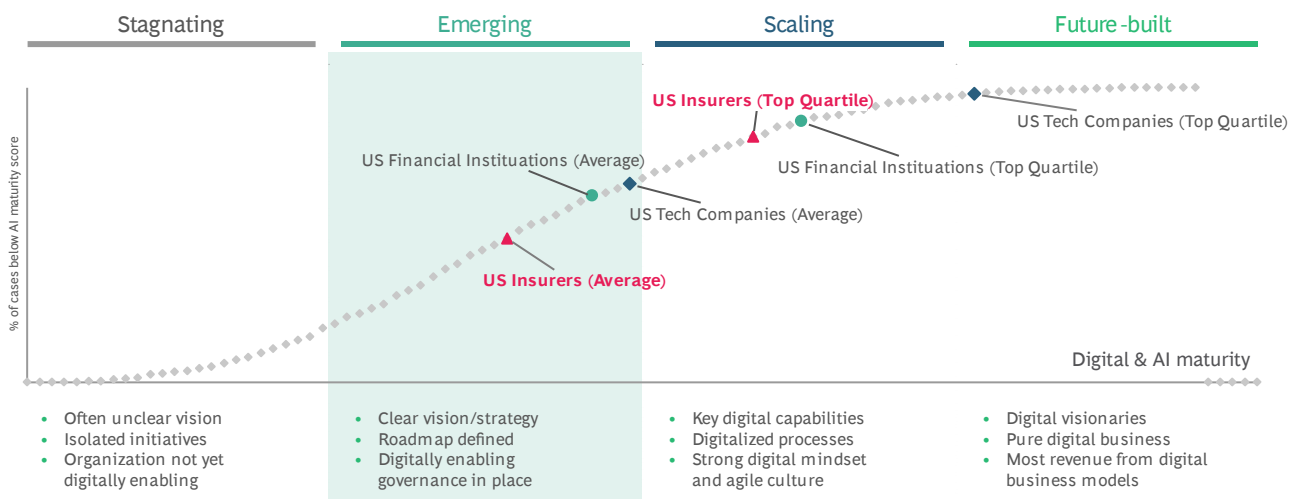 Stagnating
Emerging
Scaling
Future-built
% of cases below AI maturity score
US Insurers (Top Quartile)
US Tech Companies (Top Quartile)
US Financial Instituations (Average)
US Financial Instituations (Top Quartile)
US Tech Companies (Average)
US Insurers (Average)
Digital & AI maturity
• Often unclear vision
• Isolated initiatives
• Organization not yet
digitally enabling
• Clear vision/strategy
• Roadmap defined
• Digitally enabling
governance in place
• Key digital capabilities
• Digitalized processes
• Strong digital mindset
and agile culture
• Digital visionaries
• Pure digital business
• Most revenue from digital
business models